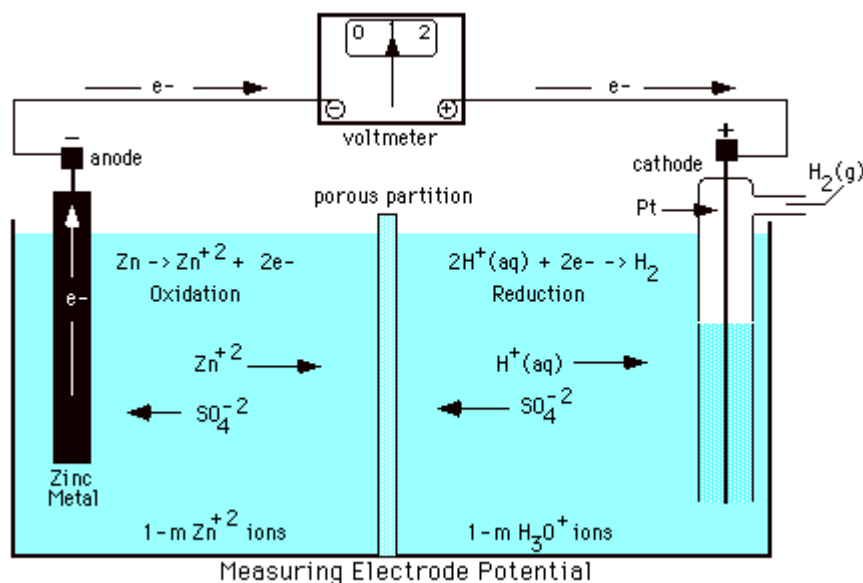 0 1 2
e-
e-
⊖ ⊕
voltmeter
− anode
+
cathode
H₂(g)
Pt
porous partition
Zn -> Zn⁺² + 2e-
Oxidation
2H⁺(aq) + 2e- -> H₂
Reduction
e-
Zn⁺²
SO₄⁻²
H⁺(aq)
SO₄⁻²
Zinc
Metal
1-m Zn⁺² ions
1-m H₃O⁺ ions
Measuring Electrode Potential